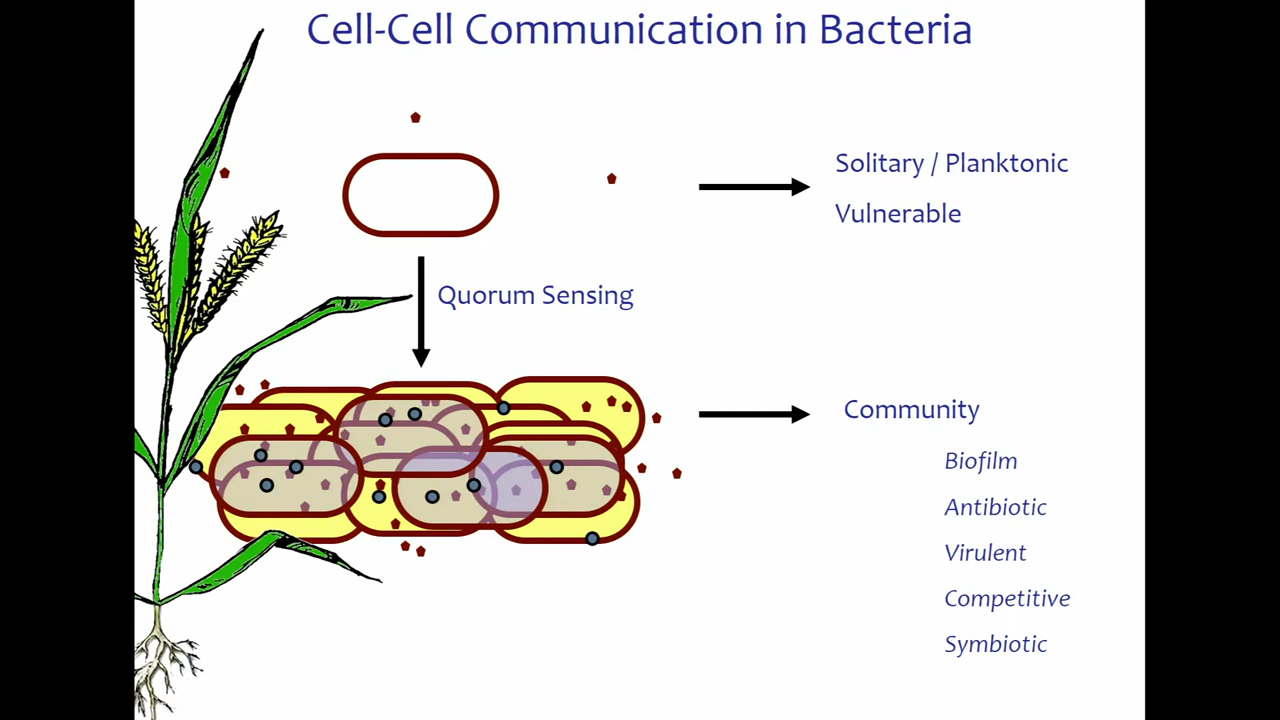 Cell-Cell Communication in Bacteria
Solitary / Planktonic
Vulnerable
Quorum Sensing
Community
Biofilm
Antibiotic
Virulent
Competitive
Symbiotic